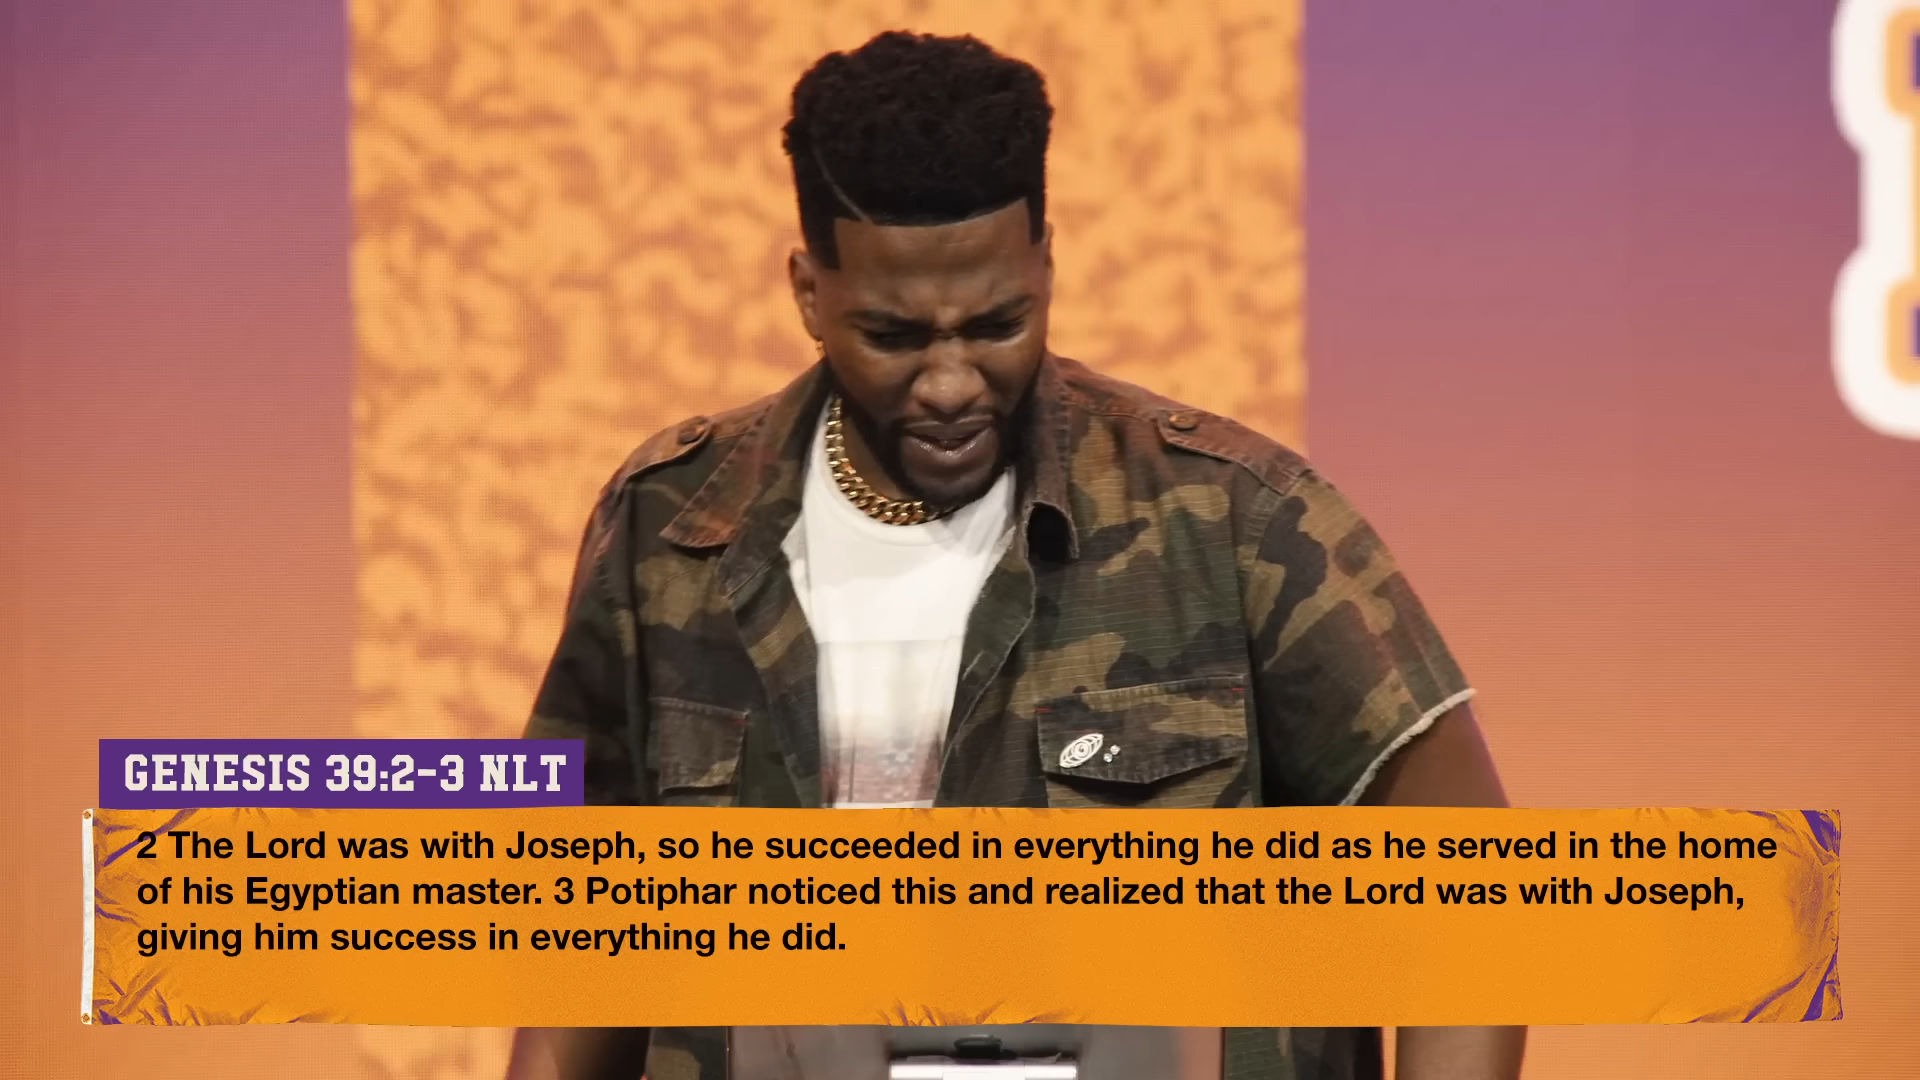 GENESIS 39:2-3 NLT
2 The Lord was with Joseph, so he succeeded in everything he did as he served in the home
of his Egyptian master. 3 Potiphar noticed this and realized that the Lord was with Joseph,
giving him success in everything he did.